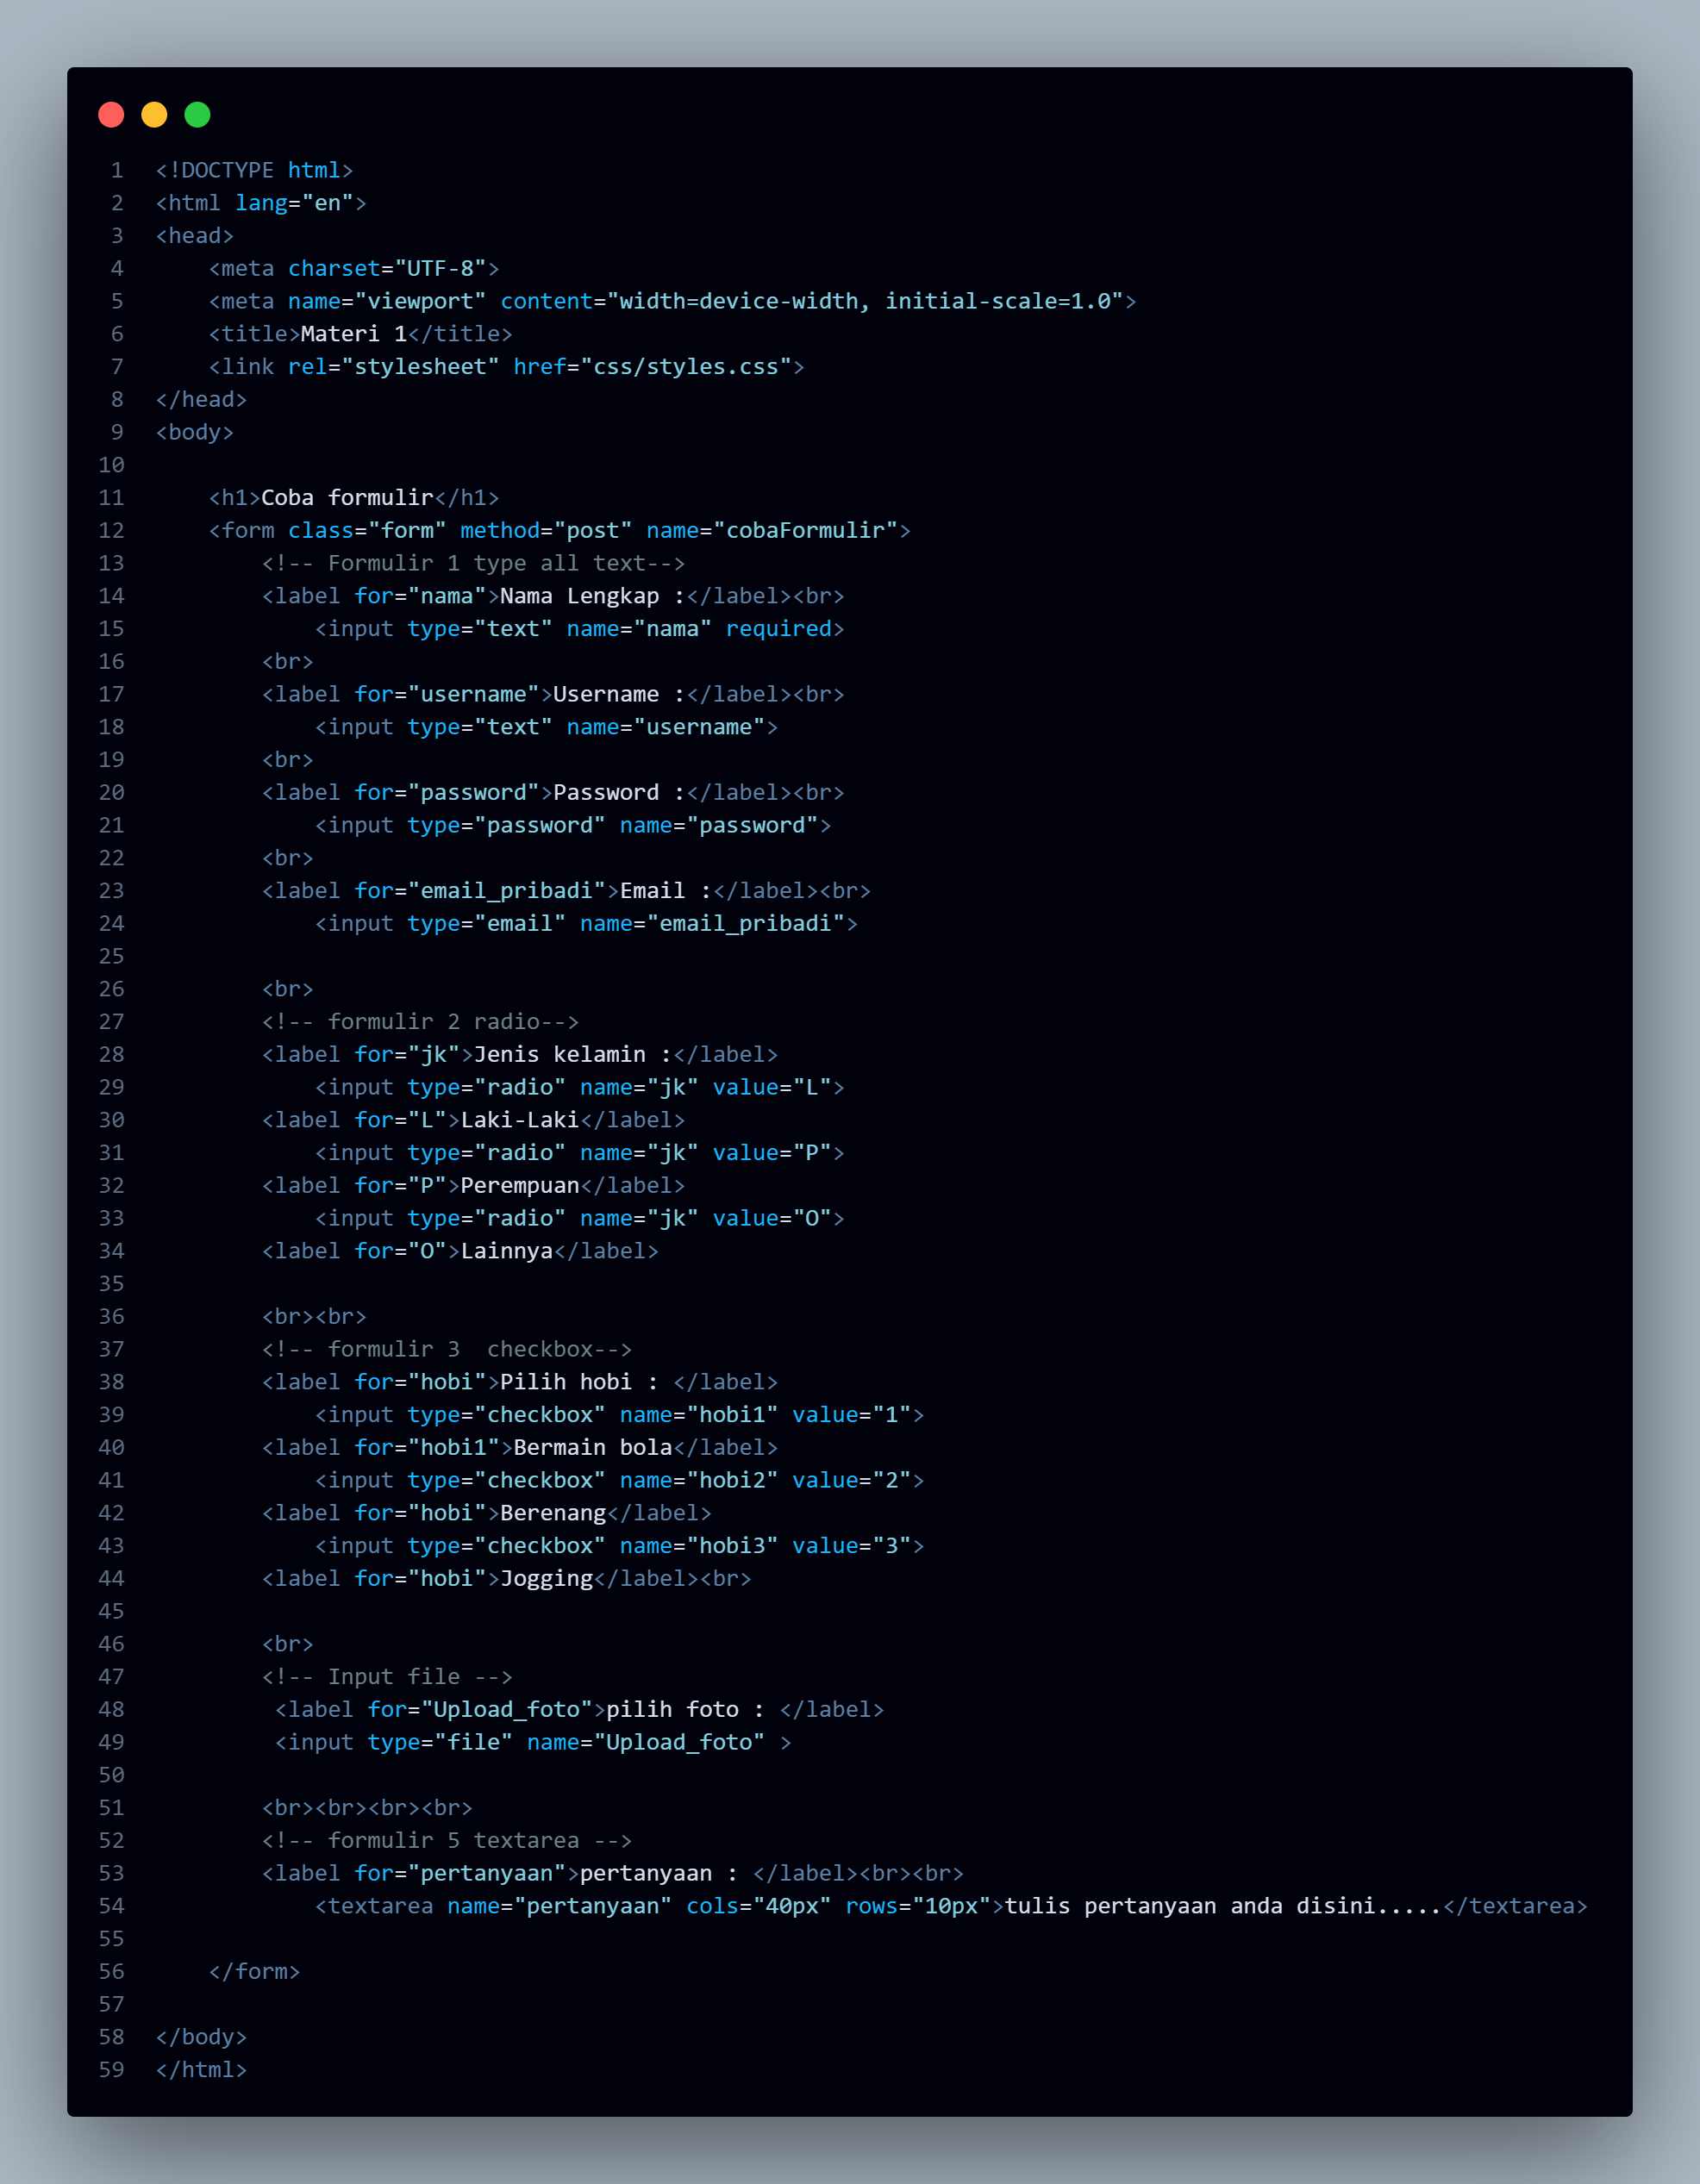 1 <!DOCTYPE html>
2 <html lang="en">
3 <head>
4     <meta charset="UTF-8">
5     <meta name="viewport" content="width=device-width, initial-scale=1.0">
6     <title>Materi 1</title>
7     <link rel="stylesheet" href="css/styles.css">
8 </head>
9 <body>
10
11     <h1>Coba formulir</h1>
12     <form class="form" method="post" name="cobaFormulir">
13         <!-- Formulir 1 type all text-->
14         <label for="nama">Nama Lengkap :</label><br>
15             <input type="text" name="nama" required>
16         <br>
17         <label for="username">Username :</label><br>
18             <input type="text" name="username">
19         <br>
20         <label for="password">Password :</label><br>
21             <input type="password" name="password">
22         <br>
23         <label for="email_pribadi">Email :</label><br>
24             <input type="email" name="email_pribadi">
25
26         <br>
27         <!-- formulir 2 radio-->
28         <label for="jk">Jenis kelamin :</label>
29             <input type="radio" name="jk" value="L">
30         <label for="L">Laki-Laki</label>
31             <input type="radio" name="jk" value="P">
32         <label for="P">Perempuan</label>
33             <input type="radio" name="jk" value="O">
34         <label for="O">Lainnya</label>
35
36         <br><br>
37         <!-- formulir 3  checkbox-->
38         <label for="hobi">Pilih hobi : </label>
39             <input type="checkbox" name="hobi1" value="1">
40         <label for="hobi1">Bermain bola</label>
41             <input type="checkbox" name="hobi2" value="2">
42         <label for="hobi">Berenang</label>
43             <input type="checkbox" name="hobi3" value="3">
44         <label for="hobi">Jogging</label><br>
45
46         <br>
47         <!-- Input file -->
48          <label for="Upload_foto">pilih foto : </label>
49          <input type="file" name="Upload_foto" >
50
51         <br><br><br><br>
52         <!-- formulir 5 textarea -->
53         <label for="pertanyaan">pertanyaan : </label><br><br>
54             <textarea name="pertanyaan" cols="40px" rows="10px">tulis pertanyaan anda disini.....</textarea>
55
56     </form>
57
58 </body>
59 </html>